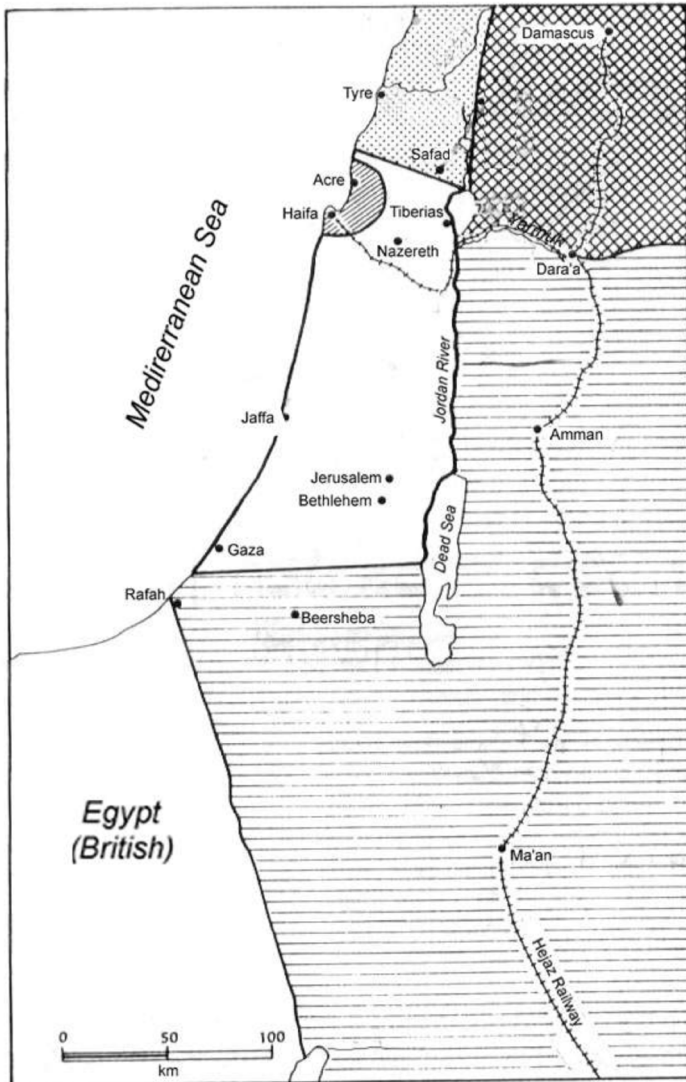 Damascus
Tyre
Safad
Acre
Haifa
Tiberias
Yarmuk
Nazereth
Dara'a
Mediterranean Sea
Jordan River
Jaffa
Amman
Jerusalem
Bethlehem
Dead Sea
Gaza
Rafah
Beersheba
Egypt
(British)
Ma'an
Hejaz Railway
0 50 100
km